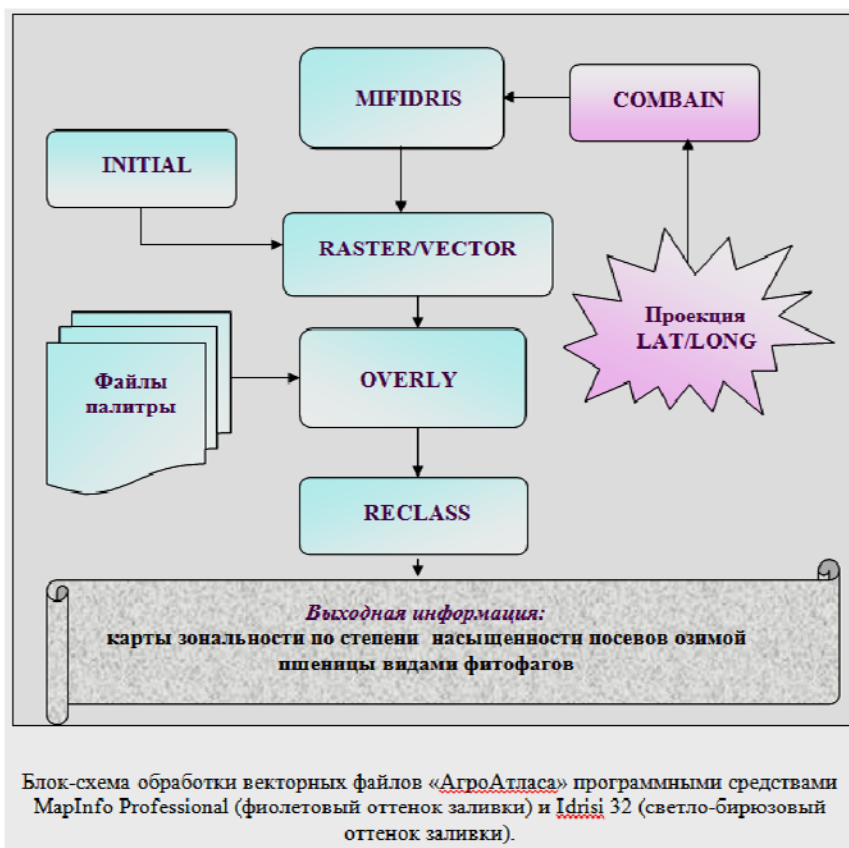 MIFIDRIS
COMBAIN
INITIAL
RASTER/VECTOR
Проекция
LAT/LONG
Файлы
палитры
OVERLY
RECLASS
Выходная информация:
карты зональности по степени насыщенности посевов озимой
пшеницы видами фитофагов
Блок-схема обработки векторных файлов «АгроАтласа» программными средствами
MapInfo Professional (фиолетовый оттенок заливки) и Idrisi 32 (светло-бирюзовый
оттенок заливки).